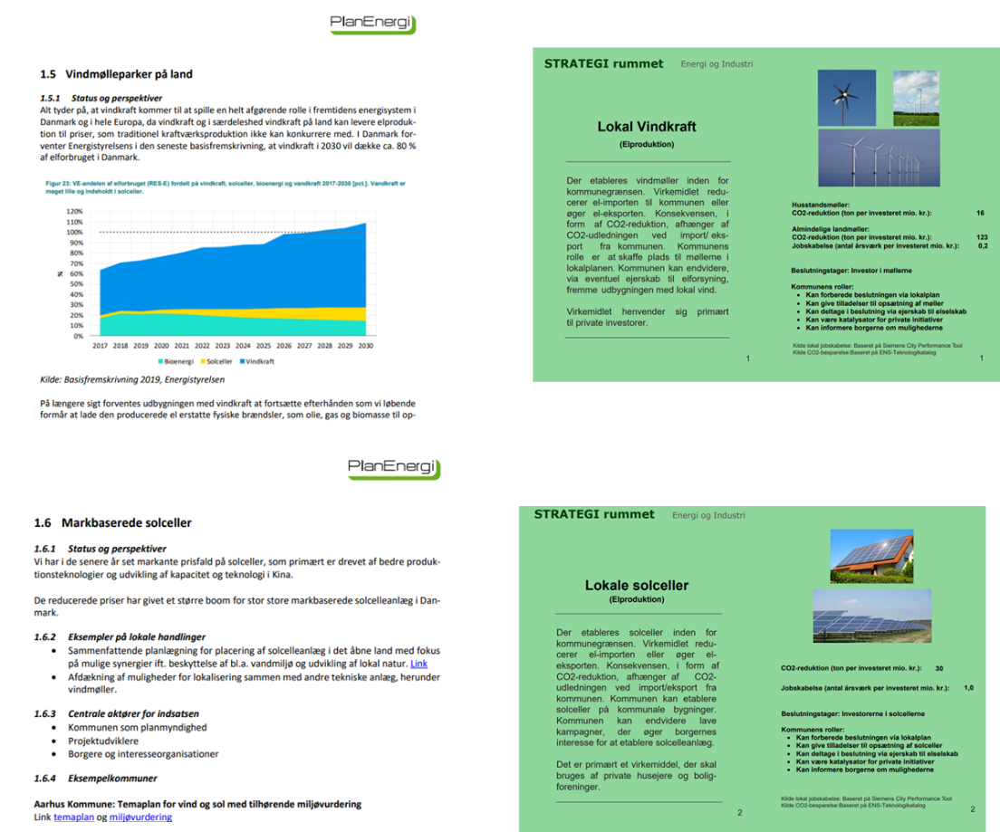 PlanEnergi
1.5 Vindmølleparker på land
1.5.1 Status og perspektiver
Alt tyder på, at vindkraft kommer til at spille en helt afgørende rolle i fremtidens energisystem i
Danmark og i hele Europa, da vindkraft og i særdeleshed vindkraft på land kan levere elproduk-
tion til priser, som traditionel kraftværksproduktion ikke kan konkurrere med. I Danmark for-
venter Energistyrelsens i den seneste basisfremskrivning, at vindkraft i 2030 vil dække ca. 80 %
af elforbruget i Danmark.
Figur 23: VE-andelen af elforbruget (RES-E) fordelt på vindkraft, solceller, bioenergi og vandkraft 2017-2030 [pct.]. Vandkraft er
meget lille og indeholdt i solceller.
120%
110%
100%
90%
80%
70%
60%
50%
40%
30%
20%
10%
0%
%
2017 2018 2019 2020 2021 2022 2023 2024 2025 2026 2027 2028 2029 2030
Bioenergi Solceller Vindkraft
Kilde: Basisfremskrivning 2019, Energistyrelsen
På længere sigt forventes udbygningen med vindkraft at fortsætte efterhånden som vi løbende
formår at lade den producerede el erstatte fysiske brændsler, som olie, gas og biomasse til op-
STRATEGI rummet Energi og Industri
Lokal Vindkraft
(Elproduktion)
Der etableres vindmøller inden for
kommunegrænsen. Virkemidlet redu-
cerer el-importen til kommunen eller
øger el-eksporten. Konsekvensen, i
form af CO2-reduktion, afhænger af
CO2-udledningen ved import/ eks-
port fra kommunen. Kommunens
rolle er at skaffe plads til møllerne i
lokalplanen. Kommunen kan endvidere,
via eventuel ejerskab til elforsyning,
fremme udbygningen med lokal vind.
Virkemidlet henvender sig primært
til private investorer.
1
Husstandsmøller:
CO2-reduktion (ton per investeret mio. kr.): 16
Almindelige landmøller:
CO2-reduktion (ton per investeret mio. kr.): 123
Jobskabelse (antal årsværk per investeret mio. kr.): 0,2
Beslutningstager: Investor i møllerne
Kommunens roller:
• Kan forberede beslutningen via lokalplan
• Kan give tilladelser til opsætning af møller
• Kan deltage i beslutning via ejerskab til elselskab
• Kan være katalysator for private initiativer
• Kan informere borgerne om mulighederne
Kilde lokal jobskabelse: Baseret på Siemens City Performance Tool
Kilde CO2-besparelse:Baseret på ENS-Teknologikatalog
1
PlanEnergi
1.6 Markbaserede solceller
1.6.1 Status og perspektiver
Vi har i de senere år set markante prisfald på solceller, som primært er drevet af bedre produk-
tionsteknologier og udvikling af kapacitet og teknologi i Kina.
De reducerede priser har givet et større boom for stor store markbaserede solcelleanlæg i Dan-
mark.
1.6.2 Eksempler på lokale handlinger
• Sammenfattende planlægning for placering af solcelleanlæg i det åbne land med fokus
på mulige synergier ift. beskyttelse af bl.a. vandmiljø og udvikling af lokal natur. Link
• Afdækning af muligheder for lokalisering sammen med andre tekniske anlæg, herunder
vindmøller.
1.6.3 Centrale aktører for indsatsen
• Kommunen som planmyndighed
• Projektudviklere
• Borgere og interesseorganisationer
1.6.4 Eksempelkommuner
Aarhus Kommune: Temaplan for vind og sol med tilhørende miljøvurdering
Link temaplan og miljøvurdering
STRATEGI rummet Energi og Industri
Lokale solceller
(Elproduktion)
Der etableres solceller inden for
kommunegrænsen. Virkemidlet redu-
cerer el-importen eller øger el-
eksporten. Konsekvensen, i form af
CO2-reduktion, afhænger af CO2-
udledningen ved import/eksport fra
kommunen. Kommunen kan etablere
solceller på kommunale bygninger.
Kommunen kan endvidere lave
kampagner, der øger borgernes
interesse for at etablere solcelleanlæg.
Det er primært et virkemiddel, der skal
bruges af private husejere og bolig-
foreninger.
2
CO2-reduktion (ton per investeret mio. kr.): 30
Jobskabelse (antal årsværk per investeret mio. kr.): 1,0
Beslutningstager: Investorerne i solcellerne
Kommunens roller:
• Kan forberede beslutningen via lokalplan
• Kan give tilladelser til opsætning af solceller
• Kan deltage i beslutning via ejerskab til elselskab
• Kan være katalysator for private initiativer
• Kan informere borgerne om mulighederne
Kilde lokal jobskabelse: Baseret på Siemens City Performance Tool
Kilde CO2-besparelse:Baseret på ENS-Teknologikatalog
2